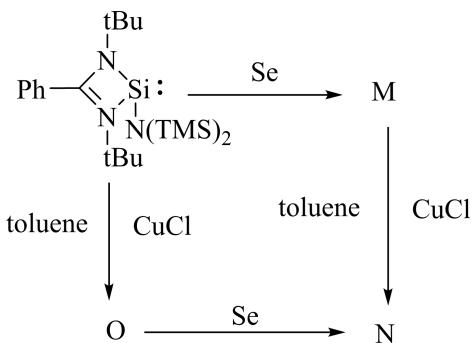 tBu
N
Ph
Si:
N
N(TMS)₂
tBu
Se
M
toluene
CuCl
toluene
CuCl
O
Se
N